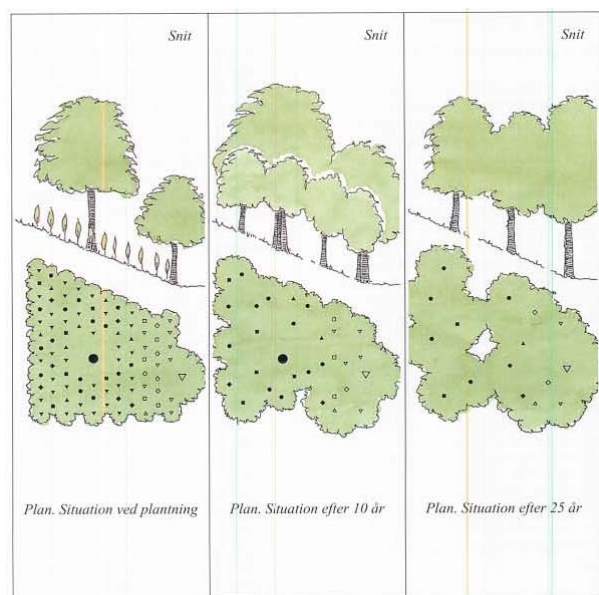 Snit
Snit
Snit
Plan. Situation ved plantning
Plan. Situation efter 10 år
Plan. Situation efter 25 år